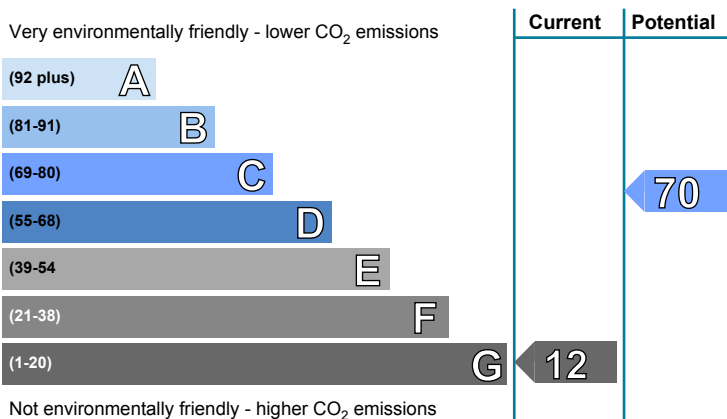 Current Potential
Very environmentally friendly - lower CO₂ emissions
(92 plus) A
(81-91) B
(69-80) C
70
(55-68) D
(39-54 E
(21-38) F
(1-20) G 12
Not environmentally friendly - higher CO₂ emissions